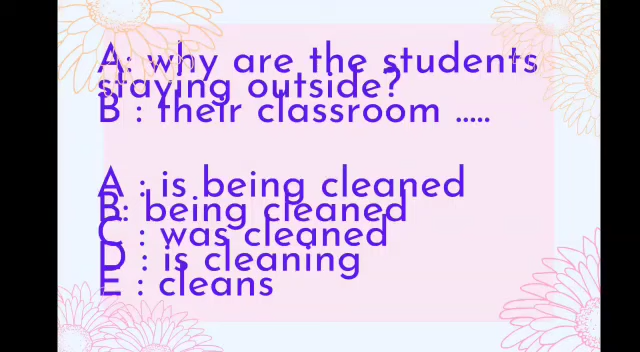 A: why are the students
staying outside?
B : their classroom .....
A : is being cleaned
B: being cleaned
C : was cleaned
D : is cleaning
E : cleans